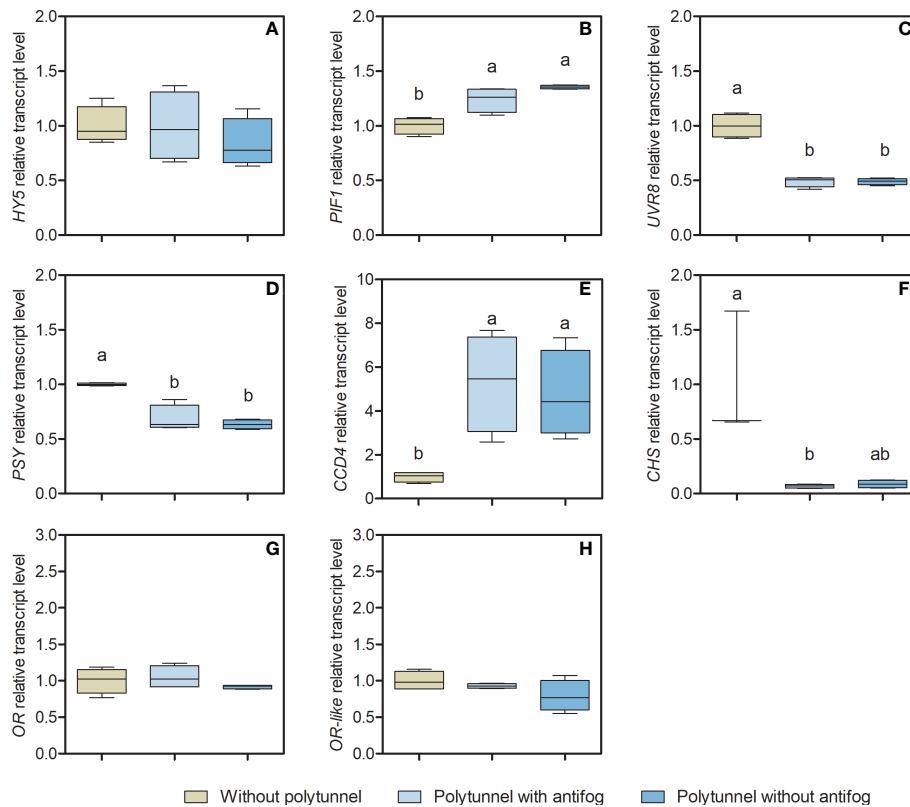 A
HY5 relative transcript level
2.0
1.5
1.0
0.5
0.0
B
PIF1 relative transcript level
2.0
1.5
1.0
0.5
0.0
b
a
a
C
UVR8 relative transcript level
2.0
1.5
1.0
0.5
0.0
a
b
b
D
PSY relative transcript level
2.0
1.5
1.0
0.5
0.0
a
b
b
E
CCD4 relative transcript level
10
8
6
4
2
0
b
a
a
F
CHS relative transcript level
2.0
1.5
1.0
0.5
0.0
a
b
ab
G
OR relative transcript level
3.0
2.5
2.0
1.5
1.0
0.5
0.0
H
OR-like relative transcript level
3.0
2.5
2.0
1.5
1.0
0.5
0.0
Without polytunnel
Polytunnel with antifog
Polytunnel without antifog